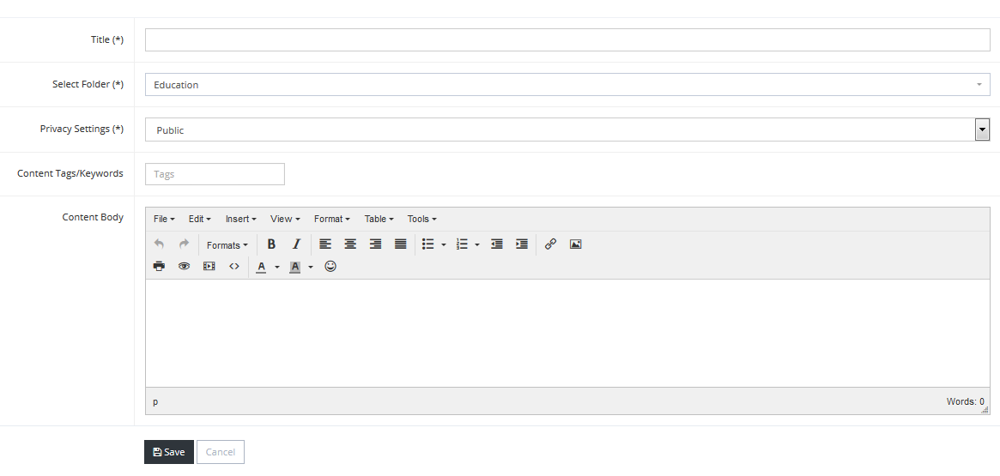 Title (*)
Select Folder (*) Education
Privacy Settings (*) Public
Content Tags/Keywords Tags
Content Body
File Edit Insert View Format Table Tools
Formats B I
A A
p Words: 0
Save Cancel